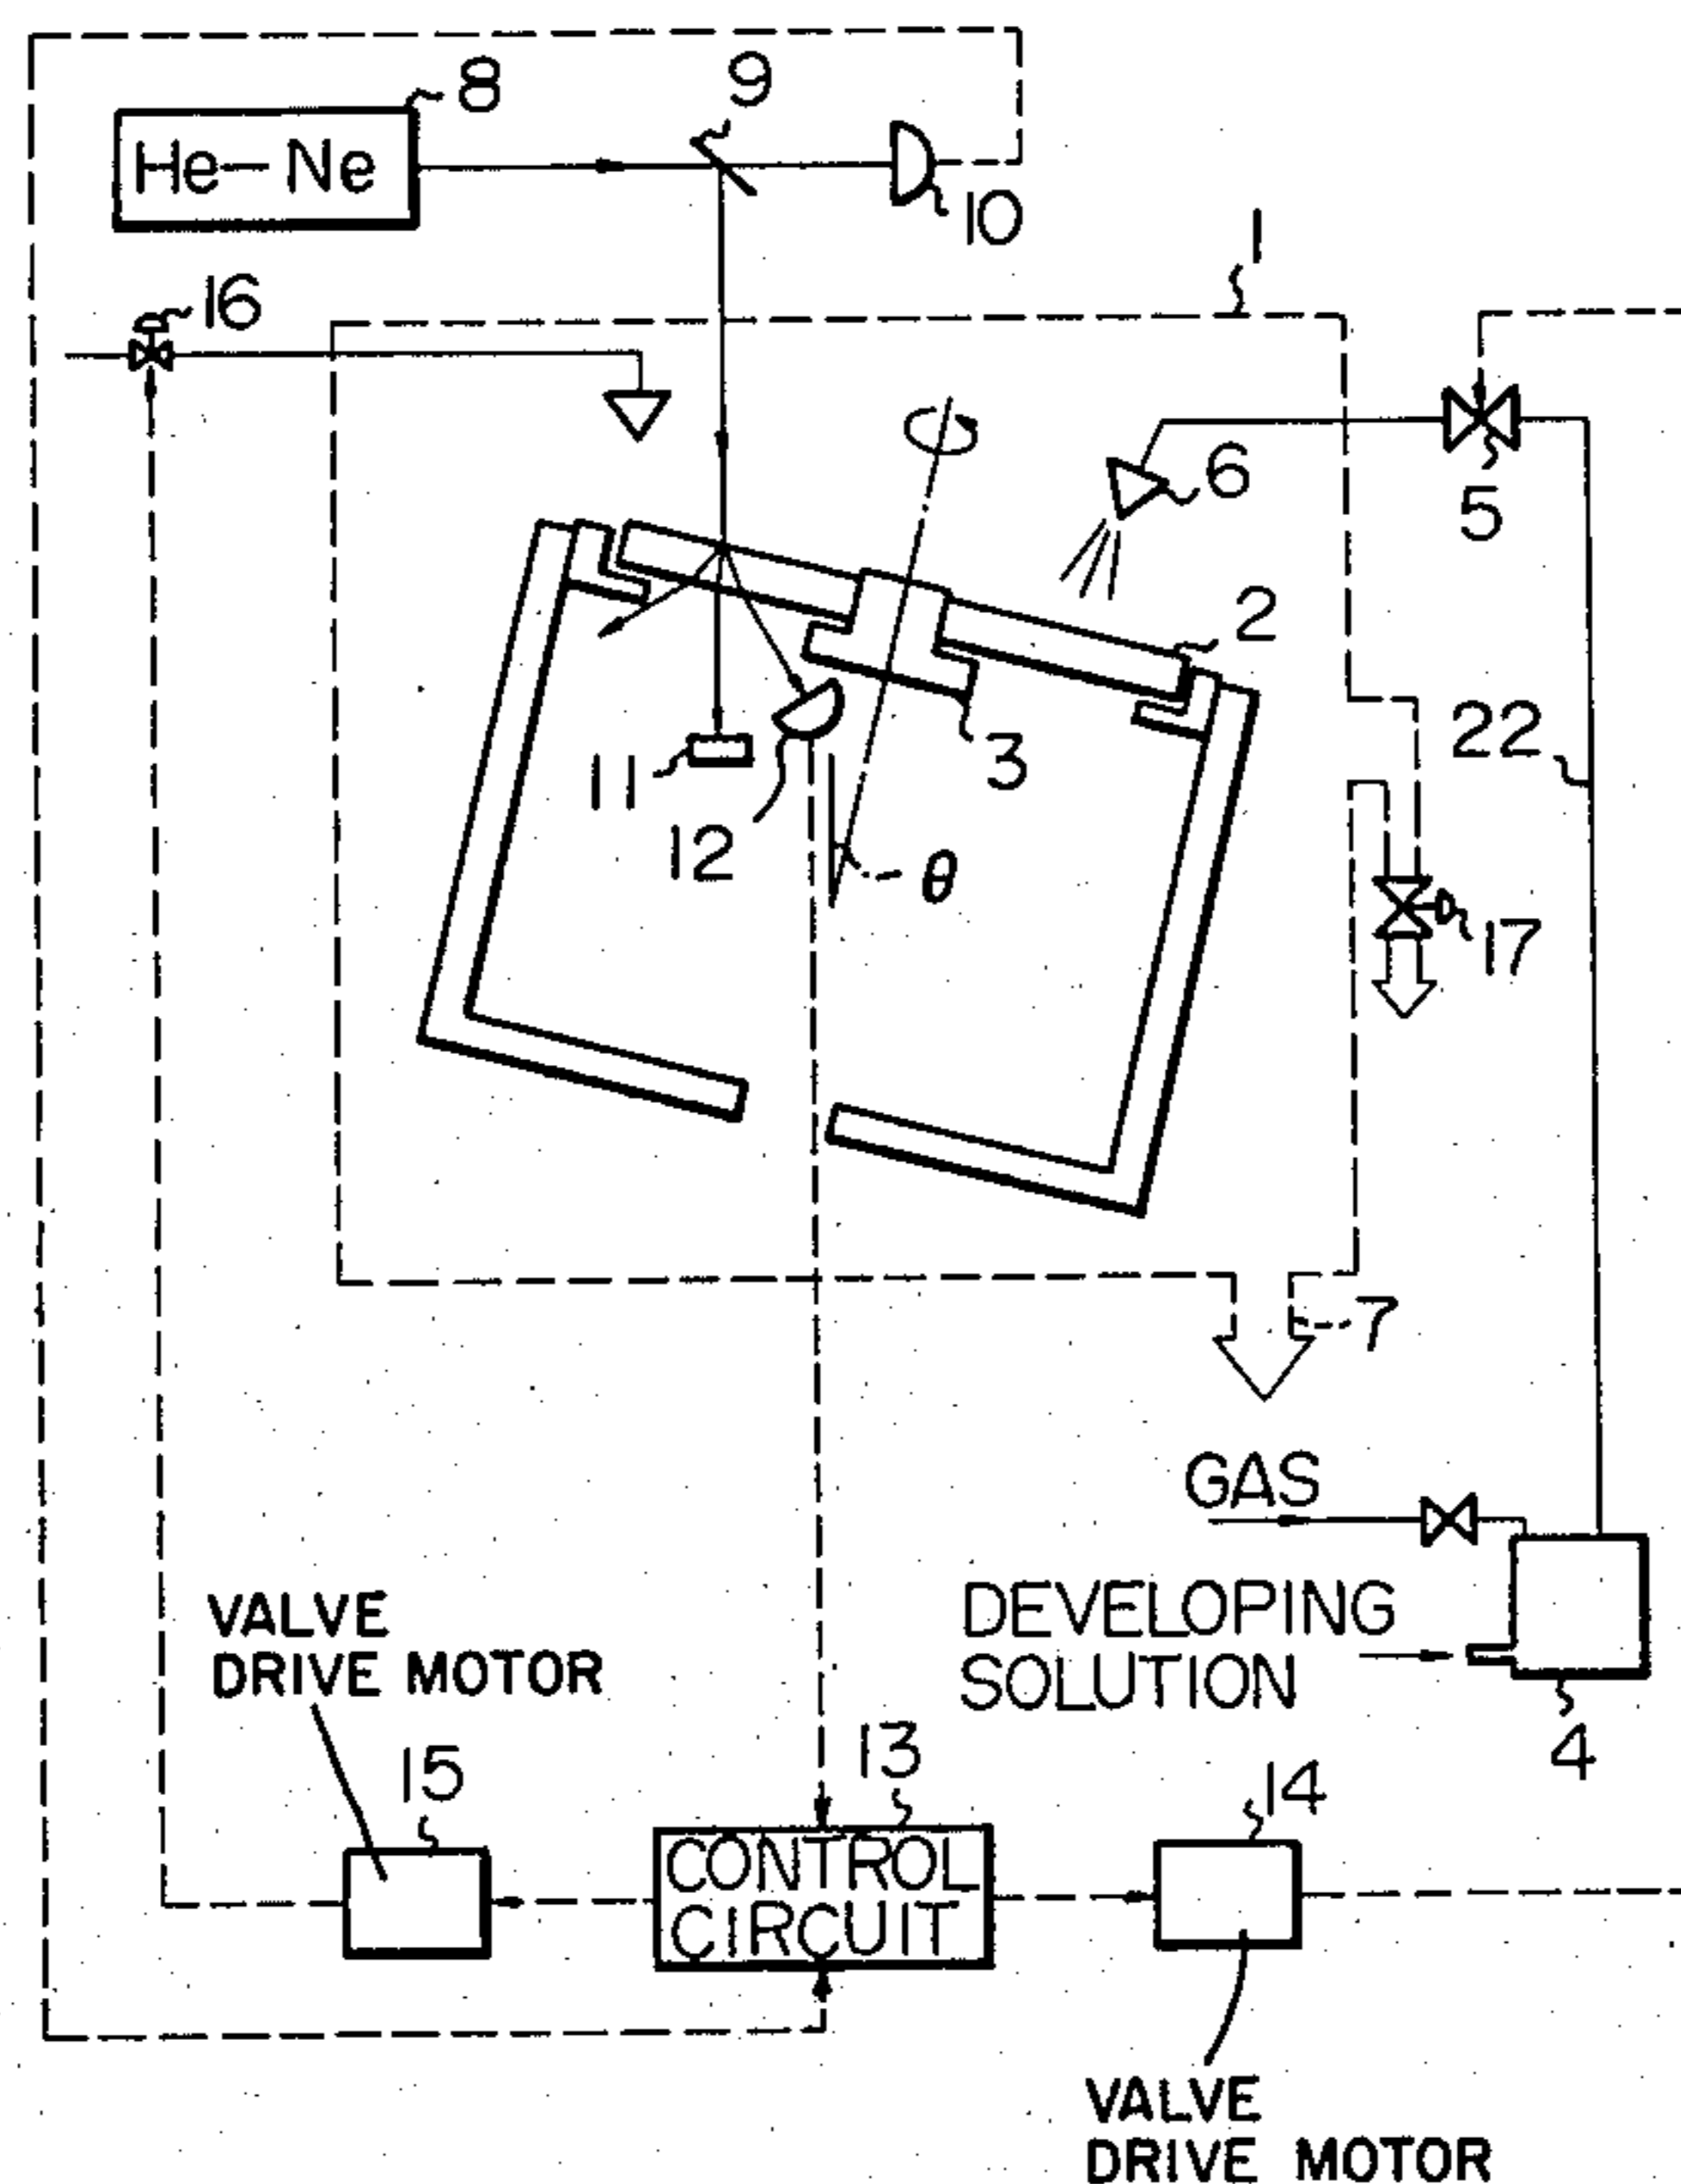 8
9
He-Ne
10
1
16
6
5
2
22
11
3
12
θ
17
7
GAS
DEVELOPING
SOLUTION
VALVE
DRIVE MOTOR
4
15
13
14
CONTROL
CIRCUIT
VALVE
DRIVE MOTOR